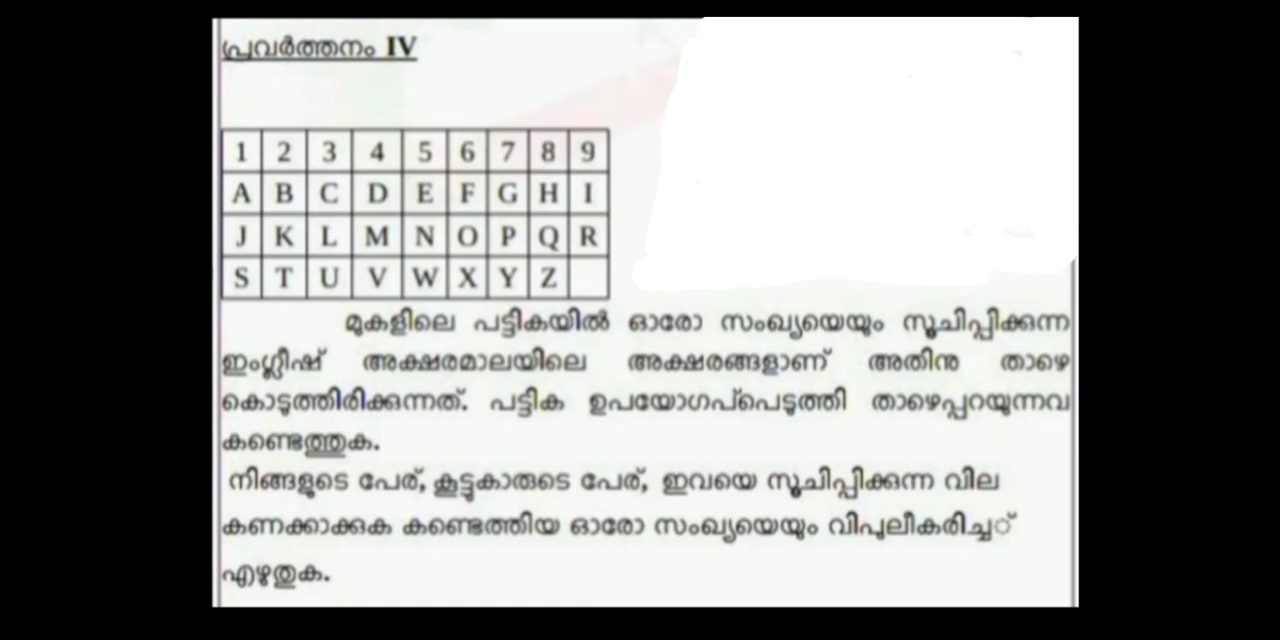 പ്രവർത്തനം IV
1 2 3 4 5 6 7 8 9
A B C D E F G H I
J K L M N O P Q R
S T U V W X Y Z
മുകളിലെ പട്ടികയിൽ ഓരോ സംഖ്യയെയും സൂചിപ്പിക്കുന്ന
ഇംഗ്ലീഷ് അക്ഷരമാലയിലെ അക്ഷരങ്ങളാണ് അതിനു താഴെ
കൊടുത്തിരിക്കുന്നത്. പട്ടിക ഉപയോഗപ്പെടുത്തി താഴെപ്പറയുന്നവ
കണ്ടെത്തുക.
നിങ്ങളുടെ പേര്, കൂട്ടുകാരുടെ പേര്, ഇവയെ സൂചിപ്പിക്കുന്ന വില
കണക്കാക്കുക കണ്ടെത്തിയ ഓരോ സംഖ്യയെയും വിപുലീകരിച്ച്
എഴുതുക.